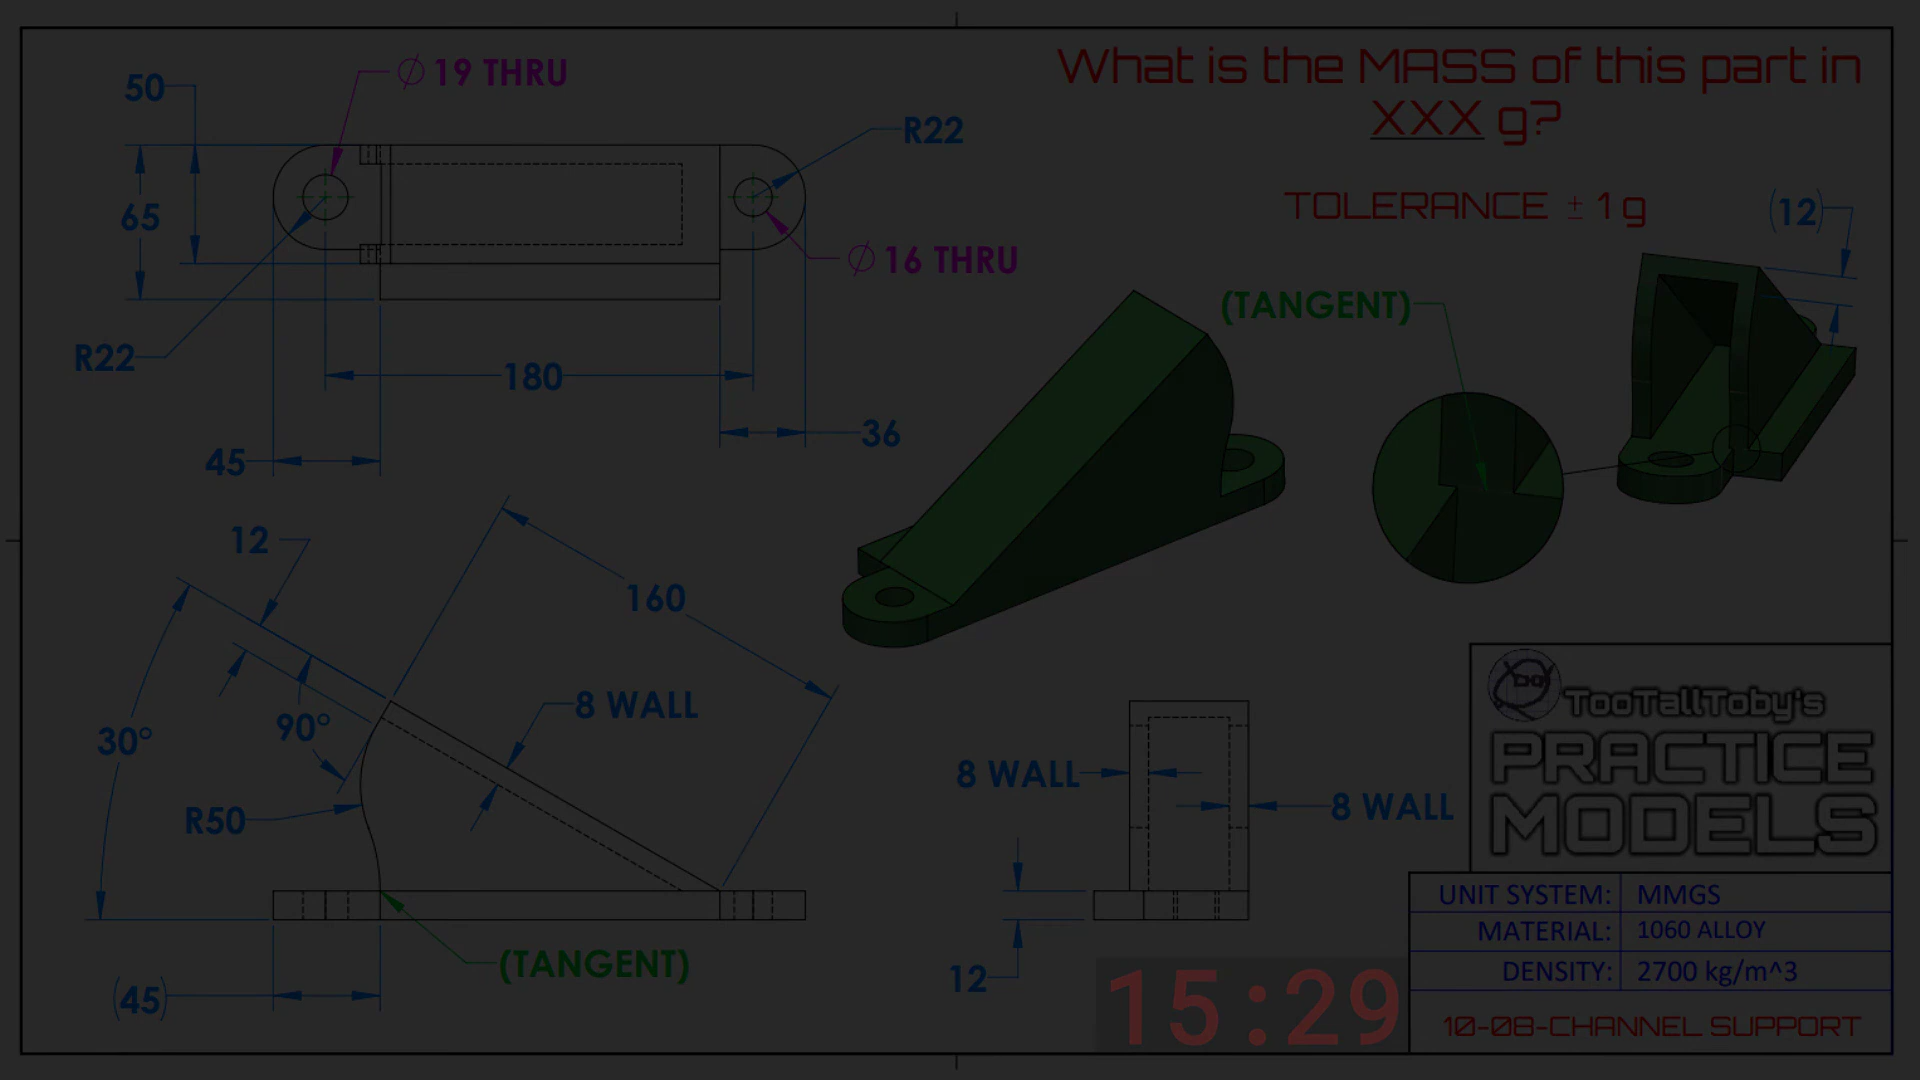 What is the MASS of this part in
XXX g?
TOLERANCE ± 1 g
Ø 19 THRU
50
R22
65
Ø 16 THRU
R22
180
36
45
(12)
(TANGENT)
12
160
8 WALL
90°
30°
R50
8 WALL
8 WALL
(TANGENT)
(45)
12
15:29
TooTallToby's
PRACTICE
MODELS
UNIT SYSTEM: MMGS
MATERIAL: 1060 ALLOY
DENSITY: 2700 kg/m^3
10-08-CHANNEL SUPPORT